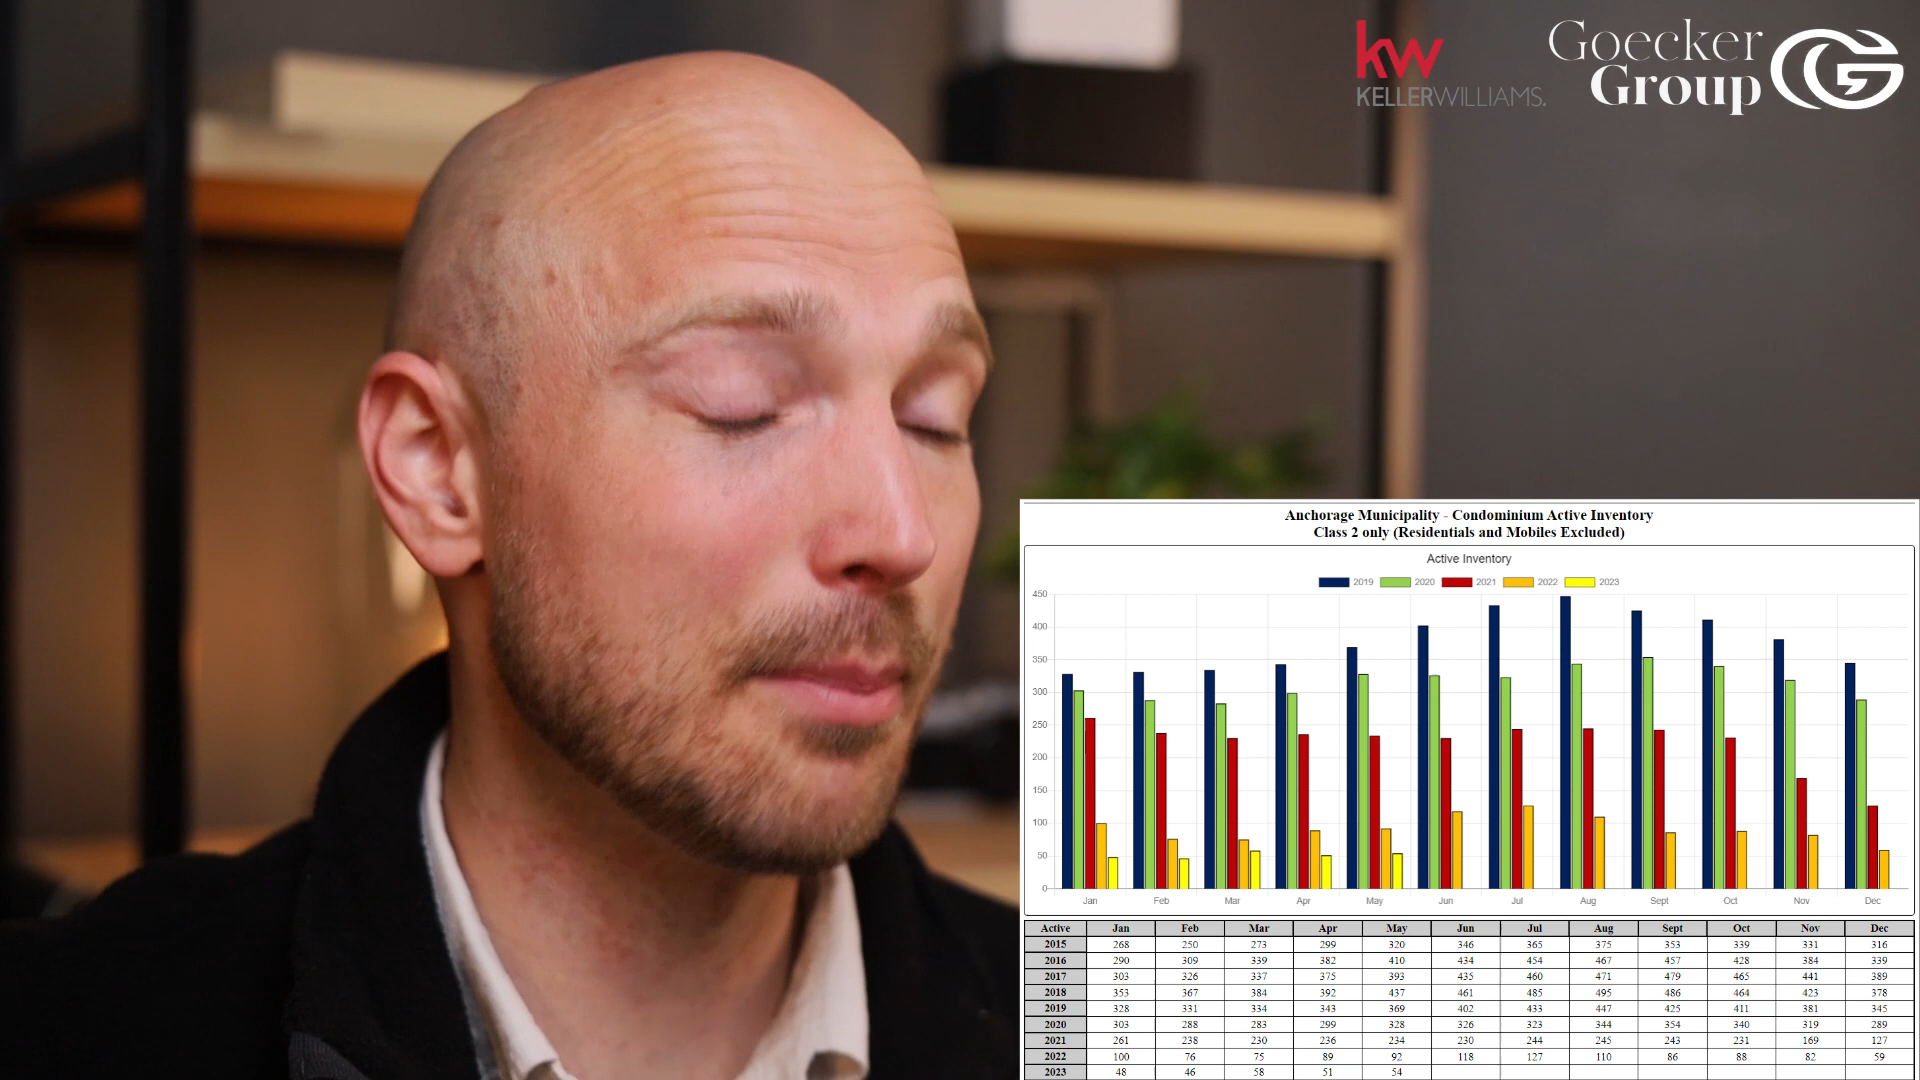 kw
KELLERWILLIAMS.
Goecker
Group
Anchorage Municipality - Condominium Active Inventory
Class 2 only (Residentials and Mobiles Excluded)
Active Inventory
2019 2020 2021 2022 2023
450
400
350
300
250
200
150
100
50
0
Jan Feb Mar Apr May Jun Jul Aug Sept Oct Nov Dec
Active Jan Feb Mar Apr May Jun Jul Aug Sept Oct Nov Dec
2015 268 250 273 299 320 346 365 375 353 339 331 316
2016 290 309 339 382 410 434 454 467 457 428 384 339
2017 303 326 337 375 393 435 460 471 479 465 441 389
2018 353 367 384 392 437 461 485 495 486 464 423 378
2019 328 331 334 343 369 402 433 447 425 411 381 345
2020 303 288 283 299 328 326 323 344 354 340 319 289
2021 261 238 230 236 234 230 244 245 243 231 169 127
2022 100 76 75 89 92 118 127 110 86 88 82 59
2023 48 46 58 51 54